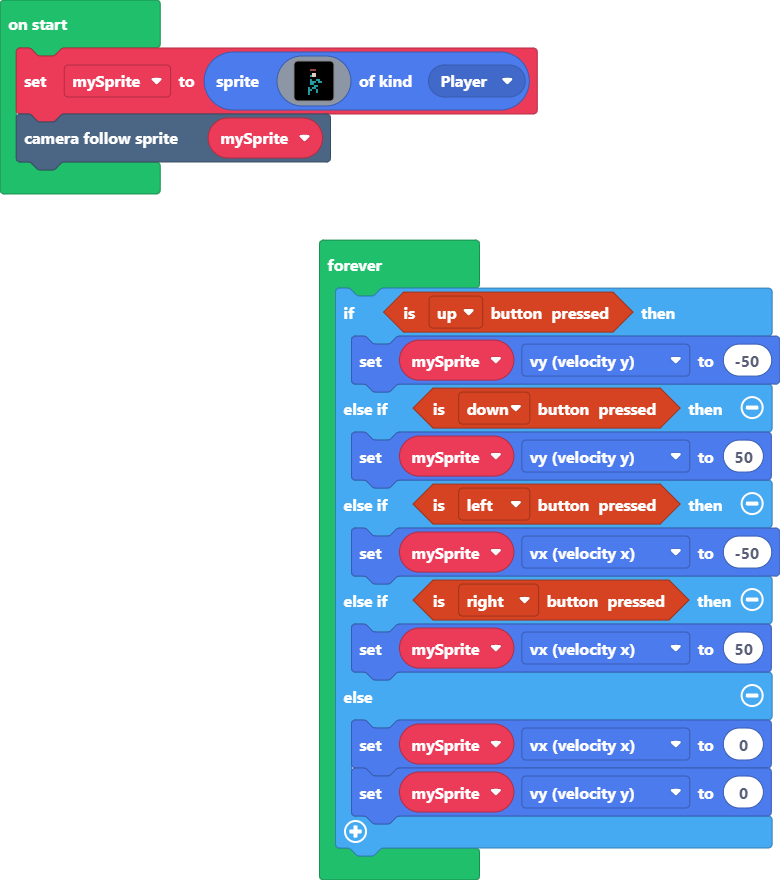 on start
set mySprite to sprite of kind Player
camera follow sprite mySprite
forever
if is up button pressed then
set mySprite vy (velocity y) to -50
else if is down button pressed then
set mySprite vy (velocity y) to 50
else if is left button pressed then
set mySprite vx (velocity x) to -50
else if is right button pressed then
set mySprite vx (velocity x) to 50
else
set mySprite vx (velocity x) to 0
set mySprite vy (velocity y) to 0